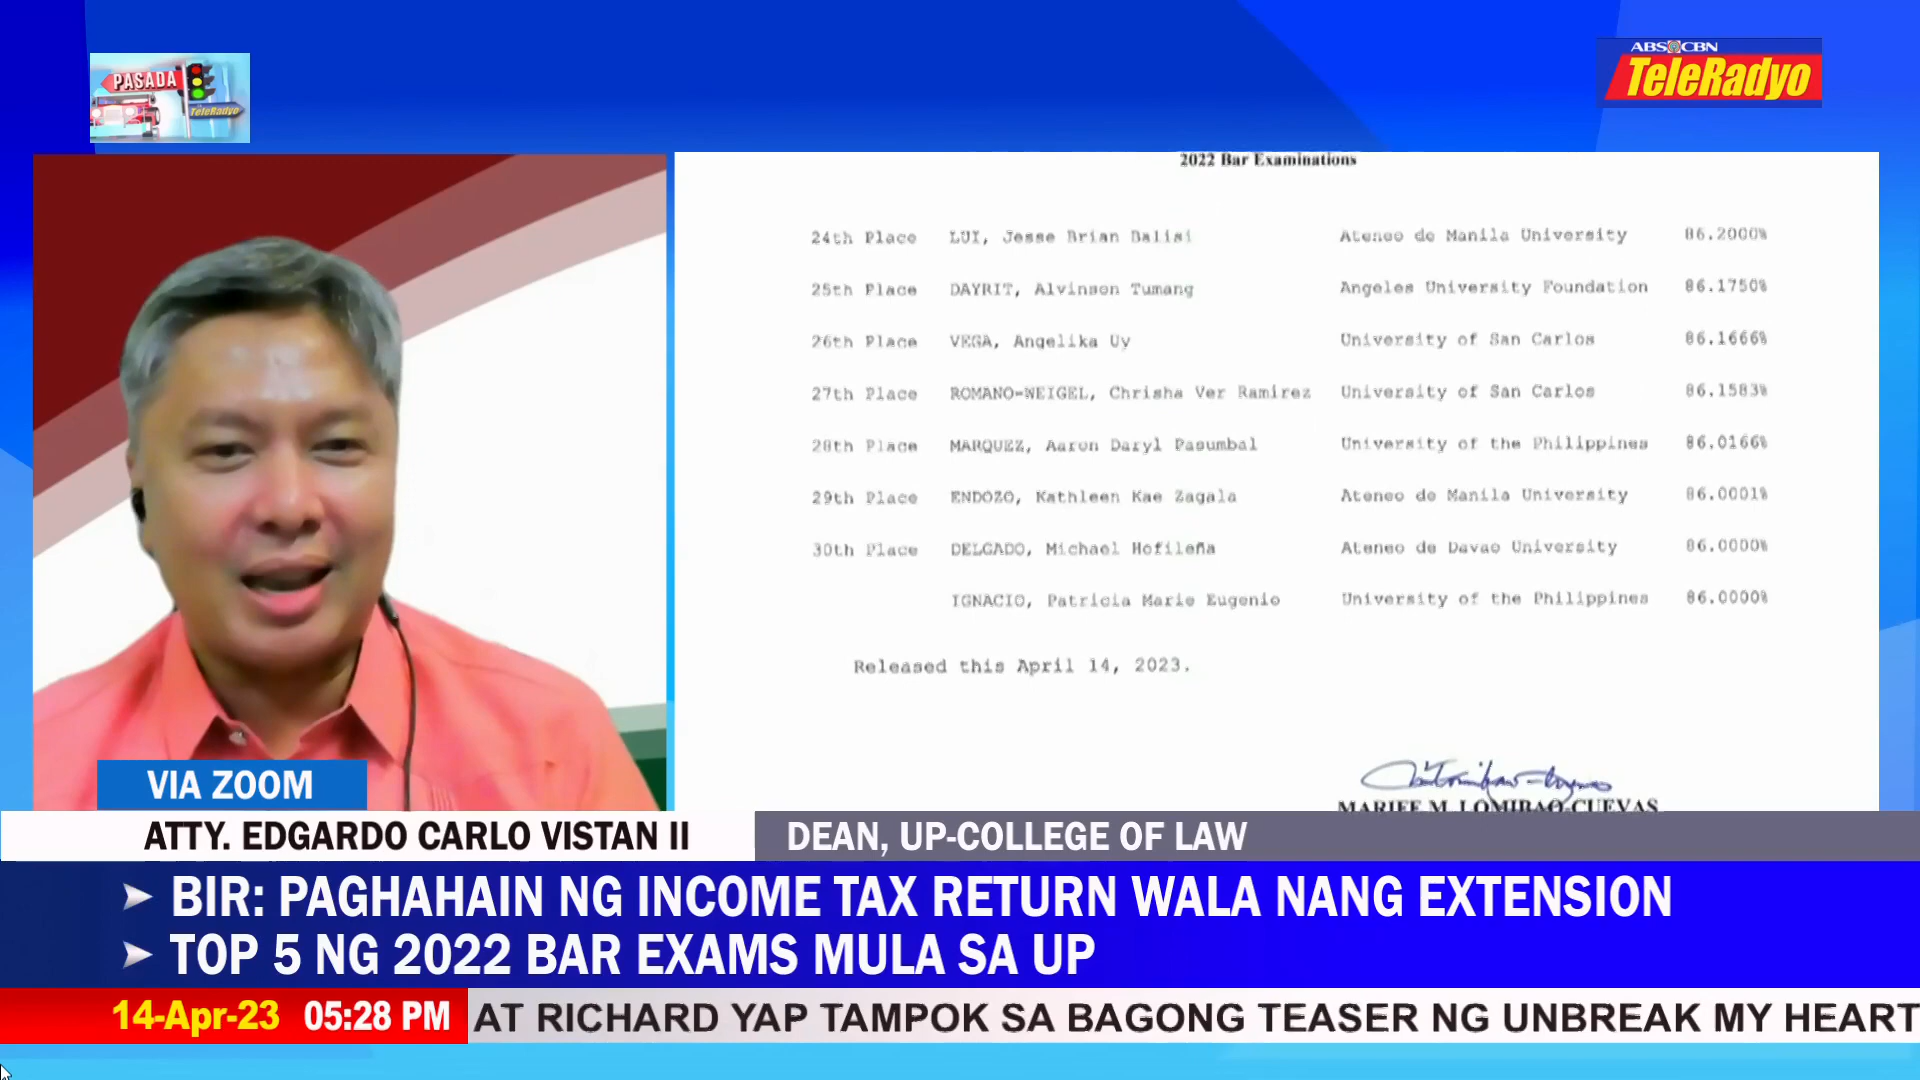 PASADA
TeleRadyo
ABS-CBN
TeleRadyo
2022 Bar Examinations
24th Place LUI, Jesse Brian Balisi Ateneo de Manila University 86.2000%
25th Place DAYRIT, Alvinson Tumang Angeles University Foundation 86.1750%
26th Place VEGA, Angelika Uy University of San Carlos 86.1666%
27th Place ROMANO-WEIGEL, Chrisha Ver Ramirez University of San Carlos 86.1583%
28th Place MARQUEZ, Aaron Daryl Pasumbal University of the Philippines 86.0166%
29th Place ENDOZO, Kathleen Kae Zagala Ateneo de Manila University 86.0001%
30th Place DELGADO, Michael Hofileña Ateneo de Davao University 86.0000%
IGNACIO, Patricia Marie Eugenio University of the Philippines 86.0000%
Released this April 14, 2023.
MARIFE M. LOMIBAO-CUEVAS
VIA ZOOM
ATTY. EDGARDO CARLO VISTAN II DEAN, UP-COLLEGE OF LAW
BIR: PAGHAHAIN NG INCOME TAX RETURN WALA NANG EXTENSION
TOP 5 NG 2022 BAR EXAMS MULA SA UP
14-Apr-23 05:28 PM AT RICHARD YAP TAMPOK SA BAGONG TEASER NG UNBREAK MY HEART